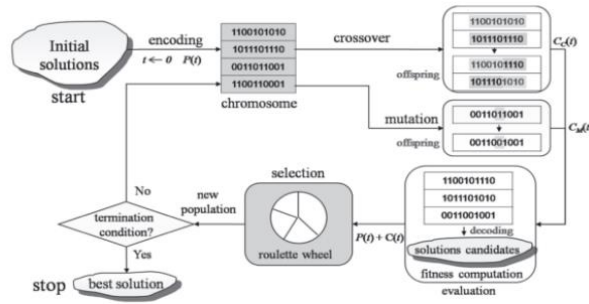 Initial
solutions
start
encoding
t ← 0 P(t)
1100101010
1011101110
0011011001
1100110001
chromosome
crossover
1100101010
1011101110
offspring
1100101110
1011101010
C_C(t)
mutation
0011011001
offspring
0011001001
C_M(t
1100101110
1011101010
0011001001
decoding
solutions candidates
fitness computation
evaluation
P(t) + C(t)
selection
roulette wheel
new
population
termination
condition?
No
Yes
stop
best solution